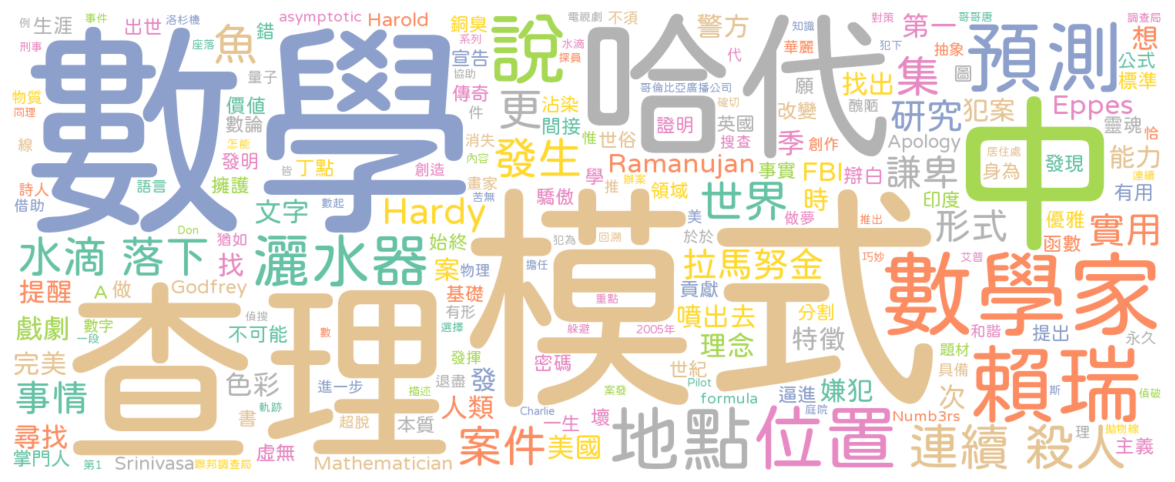 數學
哈代
模式
查理
中
預測
說
數學家
賴瑞
灑水器
位置
地點
連續 殺人
水滴 落下
Hardy
Ramanujan
拉馬努金
世界
發生
集
魚
更
案件
事情
謙卑
研究
實用
形式
Eppes
FBI
時
季
想
第一
警方
找出
犯案
標準
公式
靈魂
能力
有用
函數
優雅
發現
身為
居住處
印度
辯白
Apology
改變
創作
華麗
願
醜陋
抽象
圖
調查局
恰
哥哥唐
犯下
對策
知識
代
電視劇
探員
水滴
哥倫比亞廣播公司
確切
協助
系列
沾染
間接
件
傳奇
宣告
銅臭
asymptotic
Harold
錯
出世
生涯
例
洛杉機
刑事
事件
量子
物質
同理
價值
數論
線
怎能
發明
丁點
皆
創造
消失
內容
惟
世俗
證明
搜查
英國
事實
詩人
語言
擁護
借助
數起
畫家
苦無
學
驕傲
推
辦案
領域
美
做夢
推出
文字
猶如
Don
始終
找
提醒
A
做
Godfrey
案
物理
基礎
有形
偵搜
戲劇
數字
一段
不可能
數
選擇
發揮
完美
色彩
進一步
發
退盡
描述
人類
本質
超脫
軌跡
書
尋找
虛無
掌門人
第1
Srinivasa
聯邦調查局
Mathematician
犯為
回溯
擔任
於於
貢獻
巧妙
艾普
噴出去
分割
重點
躲避
2005年
理念
特徵
密碼
世紀
案發
Pilot
formula
逼進
嫌犯
次
Charlie
庭院
一生
壞
美國
Numb3rs
和諧
提出
永久
題材
具備
斯
偵破
拋物線
理
主義
連續
不須